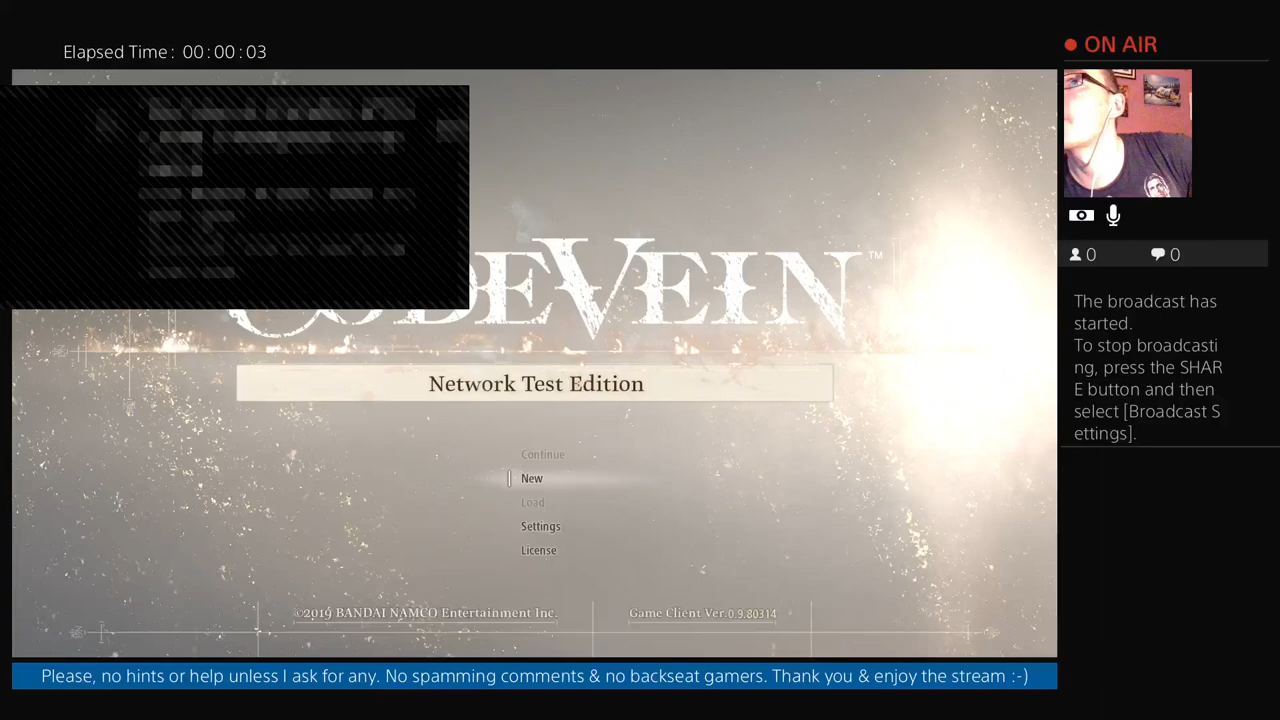 Elapsed Time: 00:00:03
ON AIR
0 0
The broadcast has
started.
To stop broadcasti
ng, press the SHAR
E button and then
select [Broadcast S
ettings].
CODE VEIN™
Network Test Edition
Continue
New
Load
Settings
License
©2019 BANDAI NAMCO Entertainment Inc.
Game Client Ver.0.9.80314
Please, no hints or help unless I ask for any. No spamming comments & no backseat gamers. Thank you & enjoy the stream :-)